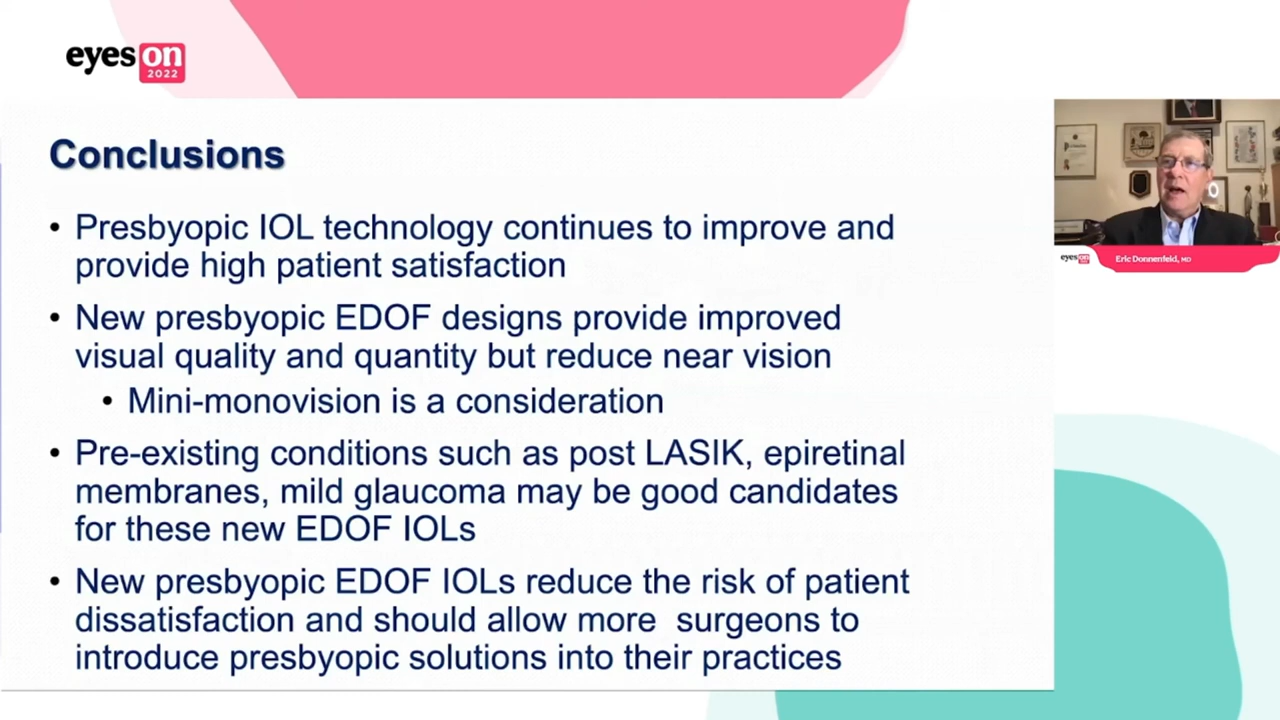 eyes on
2022
Conclusions
• Presbyopic IOL technology continues to improve and
provide high patient satisfaction
• New presbyopic EDOF designs provide improved
visual quality and quantity but reduce near vision
• Mini-monovision is a consideration
• Pre-existing conditions such as post LASIK, epiretinal
membranes, mild glaucoma may be good candidates
for these new EDOF IOLs
• New presbyopic EDOF IOLs reduce the risk of patient
dissatisfaction and should allow more  surgeons to
introduce presbyopic solutions into their practices
eyes on
Eric Donnenfeld, MD